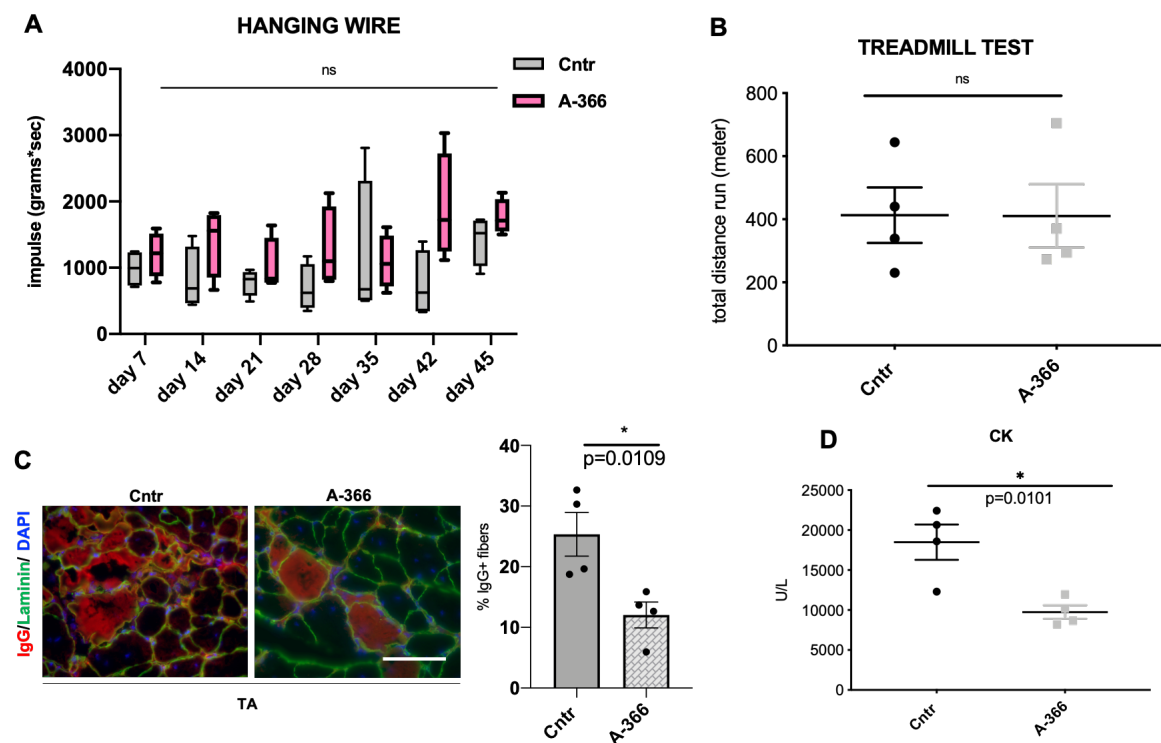 A
HANGING WIRE
ns
Cntr
A-366
impulse (grams*sec)
4000
3000
2000
1000
0
day 7
day 14
day 21
day 28
day 35
day 42
day 45
B
TREADMILL TEST
ns
total distance run (meter)
800
600
400
200
0
Cntr
A-366
C
Cntr
A-366
IgG/Laminin/ DAPI
TA
*
p=0.0109
% IgG+ fibers
40
30
20
10
0
Cntr
A-366
D
CK
*
p=0.0101
U/L
25000
20000
15000
10000
5000
0
Cntr
A-366